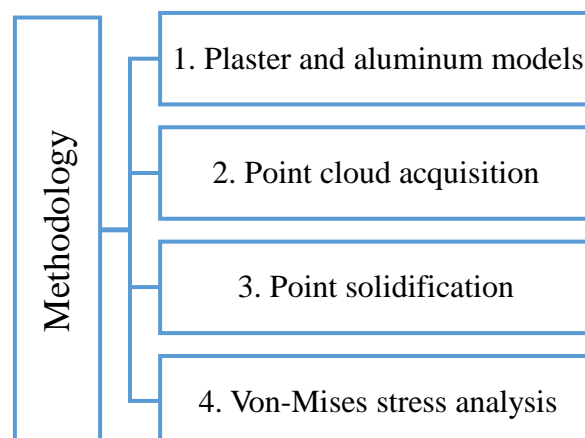 Methodology
1. Plaster and aluminum models
2. Point cloud acquisition
3. Point solidification
4. Von-Mises stress analysis